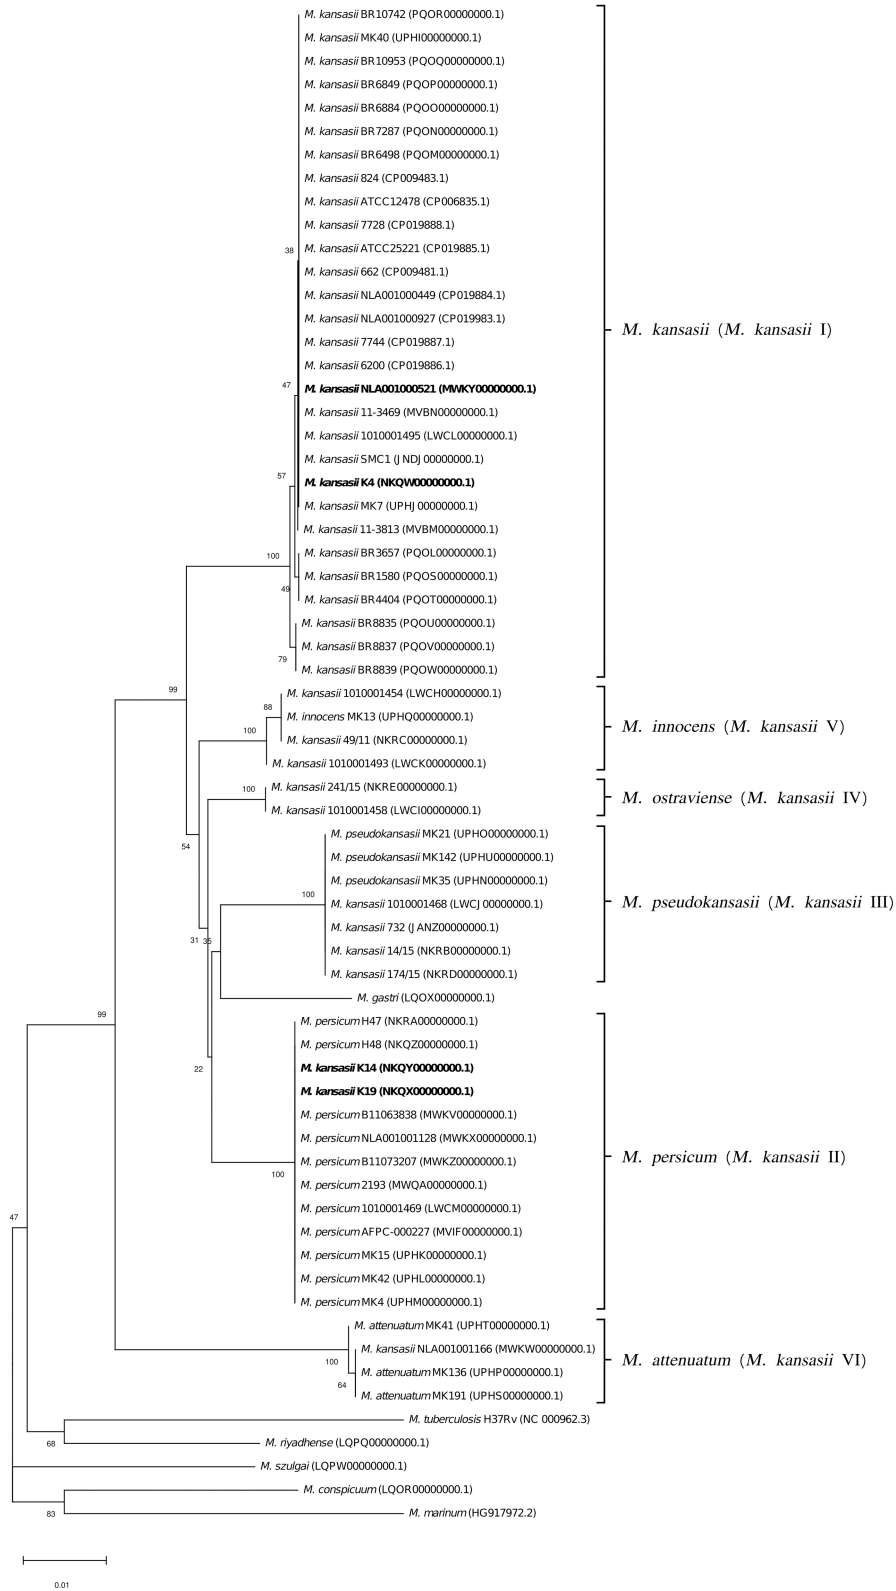 M. kansasii BR10742 (PQOR00000000.1)
M. kansasii MK40 (UPHI00000000.1)
M. kansasii BR10953 (PQOQ00000000.1)
M. kansasii BR6849 (PQOP00000000.1)
M. kansasii BR6884 (PQOO00000000.1)
M. kansasii BR7287 (PQON00000000.1)
M. kansasii BR6498 (PQOM00000000.1)
M. kansasii 824 (CP009483.1)
M. kansasii ATCC12478 (CP006835.1)
M. kansasii 7728 (CP019888.1)
38
M. kansasii ATCC25221 (CP019885.1)
M. kansasii 662 (CP009481.1)
M. kansasii NLA001000449 (CP019884.1)
M. kansasii NLA001000927 (CP019983.1)
M. kansasii (M. kansasii I)
M. kansasii 7744 (CP019887.1)
M. kansasii 6200 (CP019886.1)
47
M. kansasii NLA001000521 (MWKY00000000.1)
M. kansasii 11-3469 (MVBN00000000.1)
M. kansasii 1010001495 (LWCL00000000.1)
M. kansasii SMC1 (JNDJ00000000.1)
57
M. kansasii K4 (NKQW00000000.1)
M. kansasii MK7 (UPHJ00000000.1)
M. kansasii 11-3813 (MVBM00000000.1)
100
M. kansasii BR3657 (PQOL00000000.1)
M. kansasii BR1580 (PQOS00000000.1)
49
M. kansasii BR4404 (PQOT00000000.1)
M. kansasii BR8835 (PQOU00000000.1)
M. kansasii BR8837 (PQOV00000000.1)
79
M. kansasii BR8839 (PQOW00000000.1)
99
M. kansasii 1010001454 (LWCH00000000.1)
88
M. innocens MK13 (UPHQ00000000.1)
M. innocens (M. kansasii V)
100
M. kansasii 49/11 (NKRC00000000.1)
M. kansasii 1010001493 (LWCK00000000.1)
100
M. kansasii 241/15 (NKRE00000000.1)
M. ostraviense (M. kansasii IV)
M. kansasii 1010001458 (LWCI00000000.1)
M. pseudokansasii MK21 (UPHO00000000.1)
54
M. pseudokansasii MK142 (UPHU00000000.1)
M. pseudokansasii MK35 (UPHN00000000.1)
100
M. kansasii 1010001468 (LWCJ00000000.1)
M. pseudokansasii (M. kansasii III)
M. kansasii 732 (JANZ00000000.1)
31 35
M. kansasii 14/15 (NKRB00000000.1)
M. kansasii 174/15 (NKRD00000000.1)
M. gastri (LQOX00000000.1)
99
M. persicum H47 (NKRA00000000.1)
M. persicum H48 (NKQZ00000000.1)
22
M. kansasii K14 (NKQY00000000.1)
M. kansasii K19 (NKQX00000000.1)
M. persicum B11063838 (MWKV00000000.1)
M. persicum NLA001001128 (MWKX00000000.1)
M. persicum (M. kansasii II)
M. persicum B11073207 (MWKZ00000000.1)
100
M. persicum 2193 (MWQA00000000.1)
M. persicum 1010001469 (LWCM00000000.1)
47
M. persicum AFPC-000227 (MVIF00000000.1)
M. persicum MK15 (UPHK00000000.1)
M. persicum MK42 (UPHL00000000.1)
M. persicum MK4 (UPHM00000000.1)
M. attenuatum MK41 (UPHT00000000.1)
M. kansasii NLA001001166 (MWKW00000000.1)
M. attenuatum (M. kansasii VI)
100
M. attenuatum MK136 (UPHP00000000.1)
64
M. attenuatum MK191 (UPHS00000000.1)
M. tuberculosis H37Rv (NC 000962.3)
68
M. riyadhense (LQPQ00000000.1)
M. szulgai (LQPW00000000.1)
M. conspicuum (LQOR00000000.1)
83
M. marinum (HG917972.2)
0.01